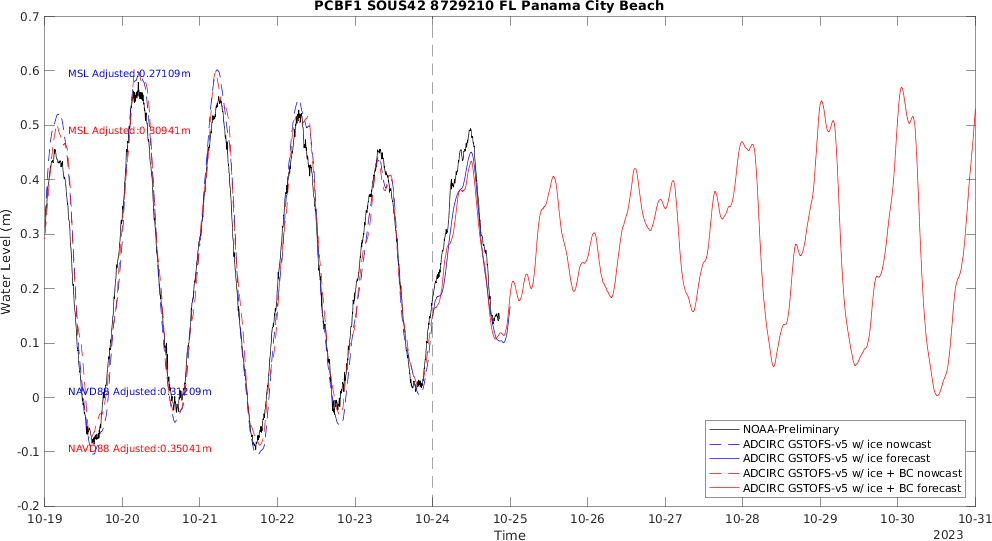 PCBF1 SOUS42 8729210 FL Panama City Beach
0.7
0.6
0.5
0.4
0.3
0.2
0.1
0
-0.1
-0.2
Water Level (m)
MSL Adjusted:0.27109m
MSL Adjusted:0.30941m
NAVD88 Adjusted:0.31209m
NAVD88 Adjusted:0.35041m
NOAA-Preliminary
ADCIRC GSTOFS-v5 w/ ice nowcast
ADCIRC GSTOFS-v5 w/ ice forecast
ADCIRC GSTOFS-v5 w/ ice + BC nowcast
ADCIRC GSTOFS-v5 w/ ice + BC forecast
10-19 10-20 10-21 10-22 10-23 10-24 10-25 10-26 10-27 10-28 10-29 10-30 10-31
Time
2023